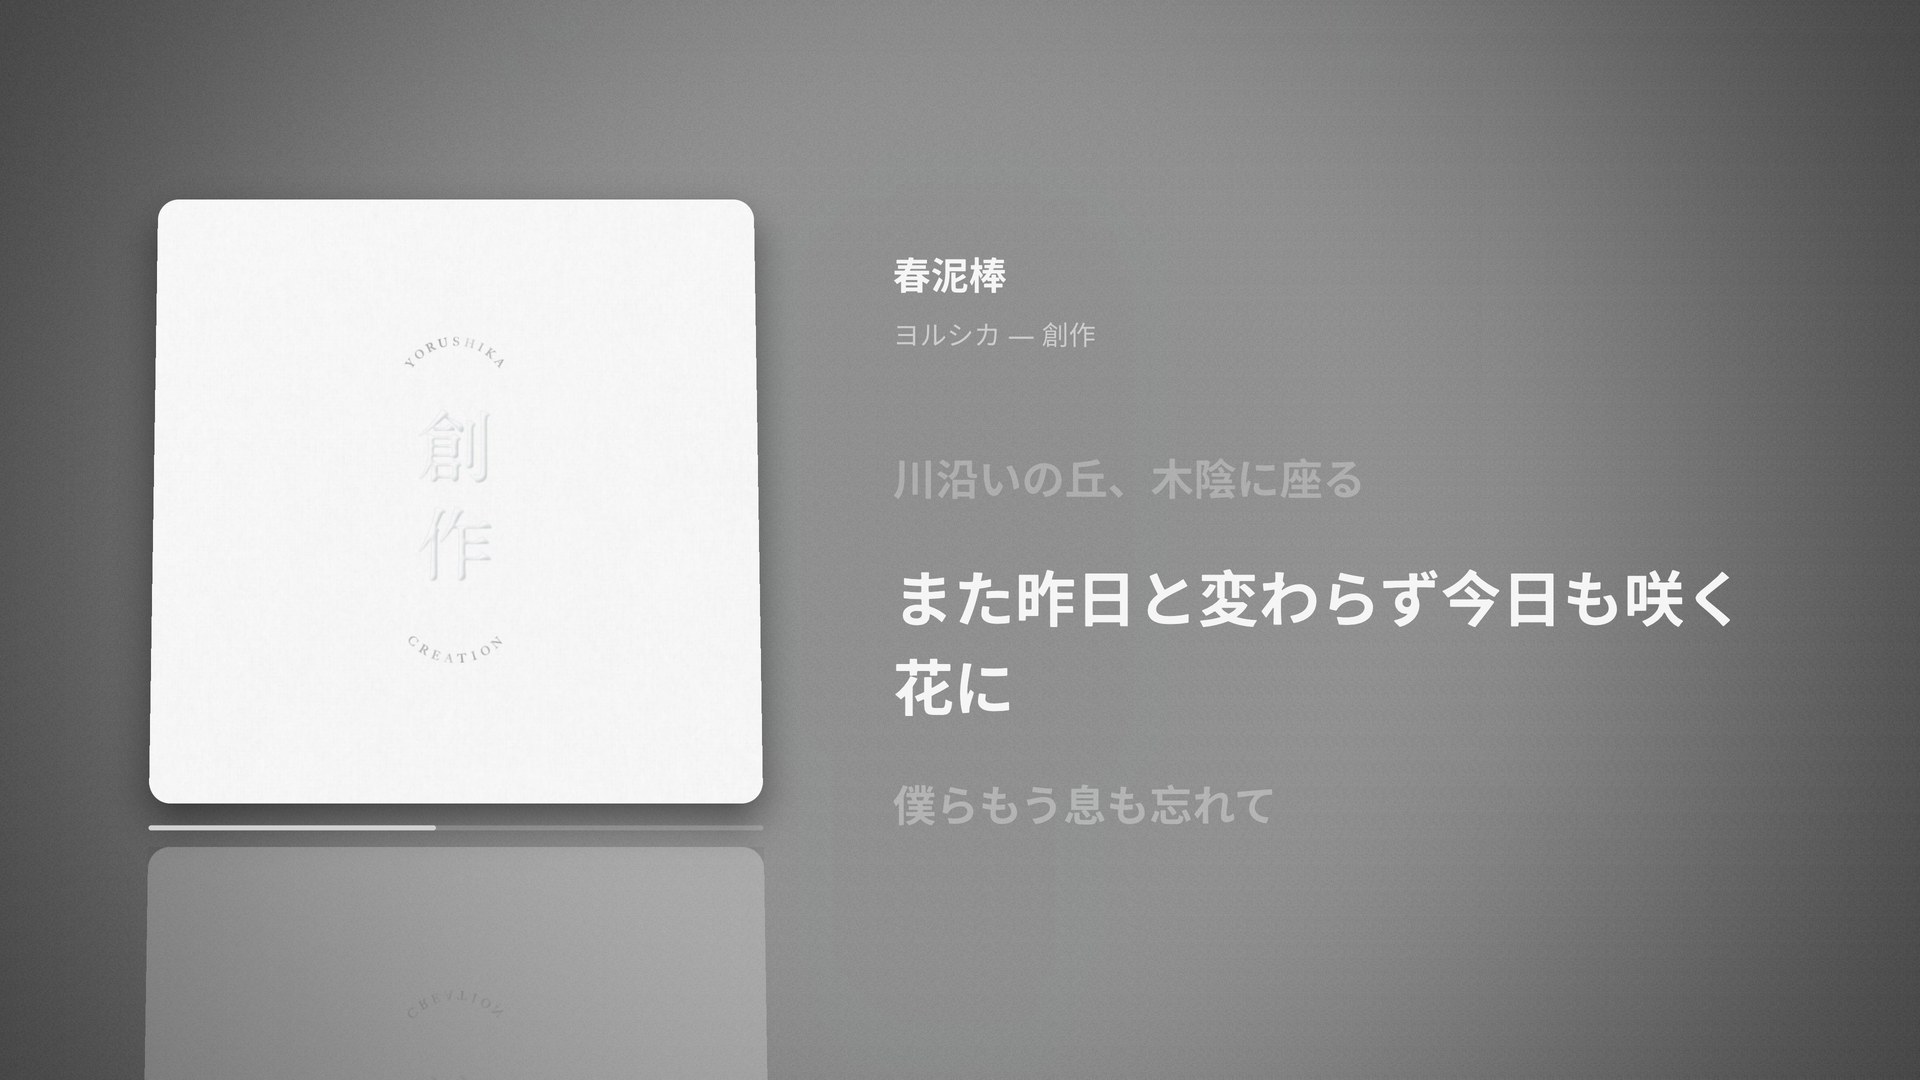 YORUSHIKA
創
作
CREATION
春泥棒
ヨルシカ — 創作
川沿いの丘、木陰に座る
また昨日と変わらず今日も咲く
花に
僕らもう息も忘れて
CREATION